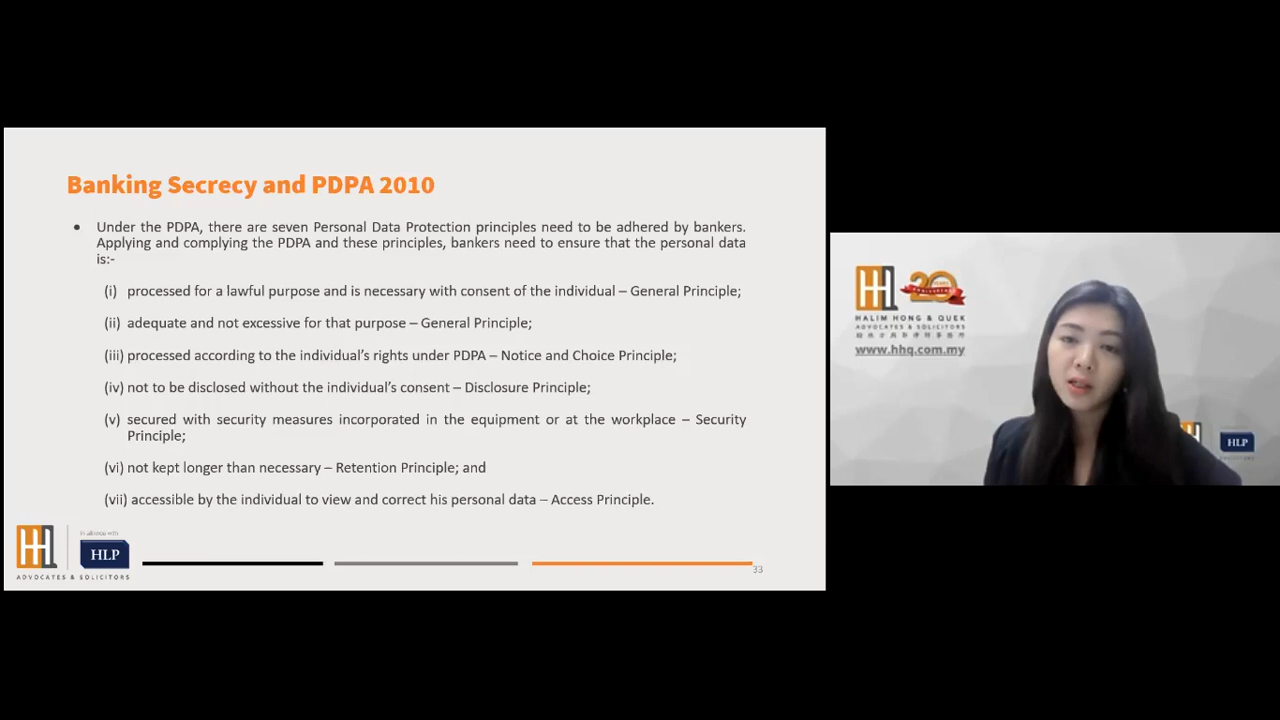 Banking Secrecy and PDPA 2010
● Under the PDPA, there are seven Personal Data Protection principles need to be adhered by bankers.
Applying and complying the PDPA and these principles, bankers need to ensure that the personal data
is:-
(i) processed for a lawful purpose and is necessary with consent of the individual – General Principle;
(ii) adequate and not excessive for that purpose – General Principle;
(iii) processed according to the individual's rights under PDPA – Notice and Choice Principle;
(iv) not to be disclosed without the individual's consent – Disclosure Principle;
(v) secured with security measures incorporated in the equipment or at the workplace – Security
Principle;
(vi) not kept longer than necessary – Retention Principle; and
(vii) accessible by the individual to view and correct his personal data – Access Principle.
In alliance with
HLP
ADVOCATES & SOLICITORS
33
20
ANNIVERSARY
HALIM HONG & QUEK
ADVOCATES & SOLICITORS
www.hhq.com.my
HLP